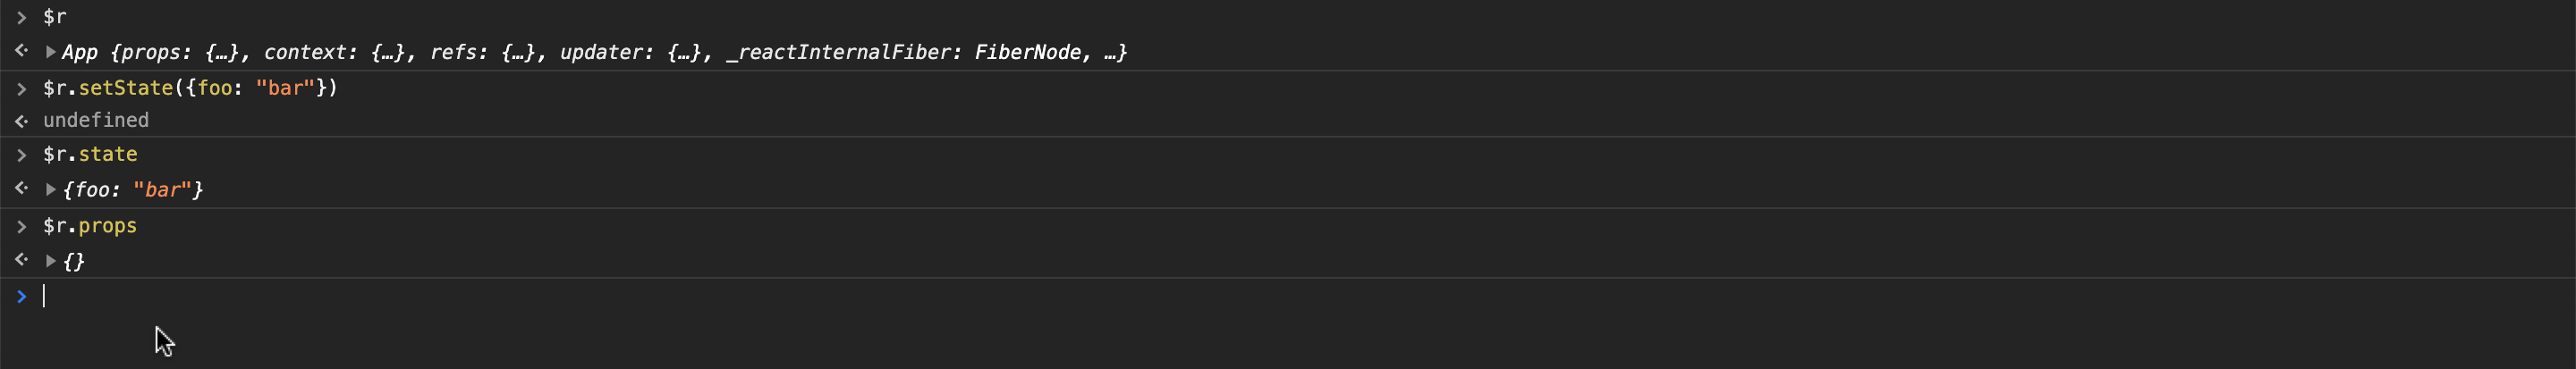 > $r
<· ▶App {props: {…}, context: {…}, refs: {…}, updater: {…}, _reactInternalFiber: FiberNode, …}
> $r.setState({foo: "bar"})
<· undefined
> $r.state
<· ▶{foo: "bar"}
> $r.props
<· ▶{}
>